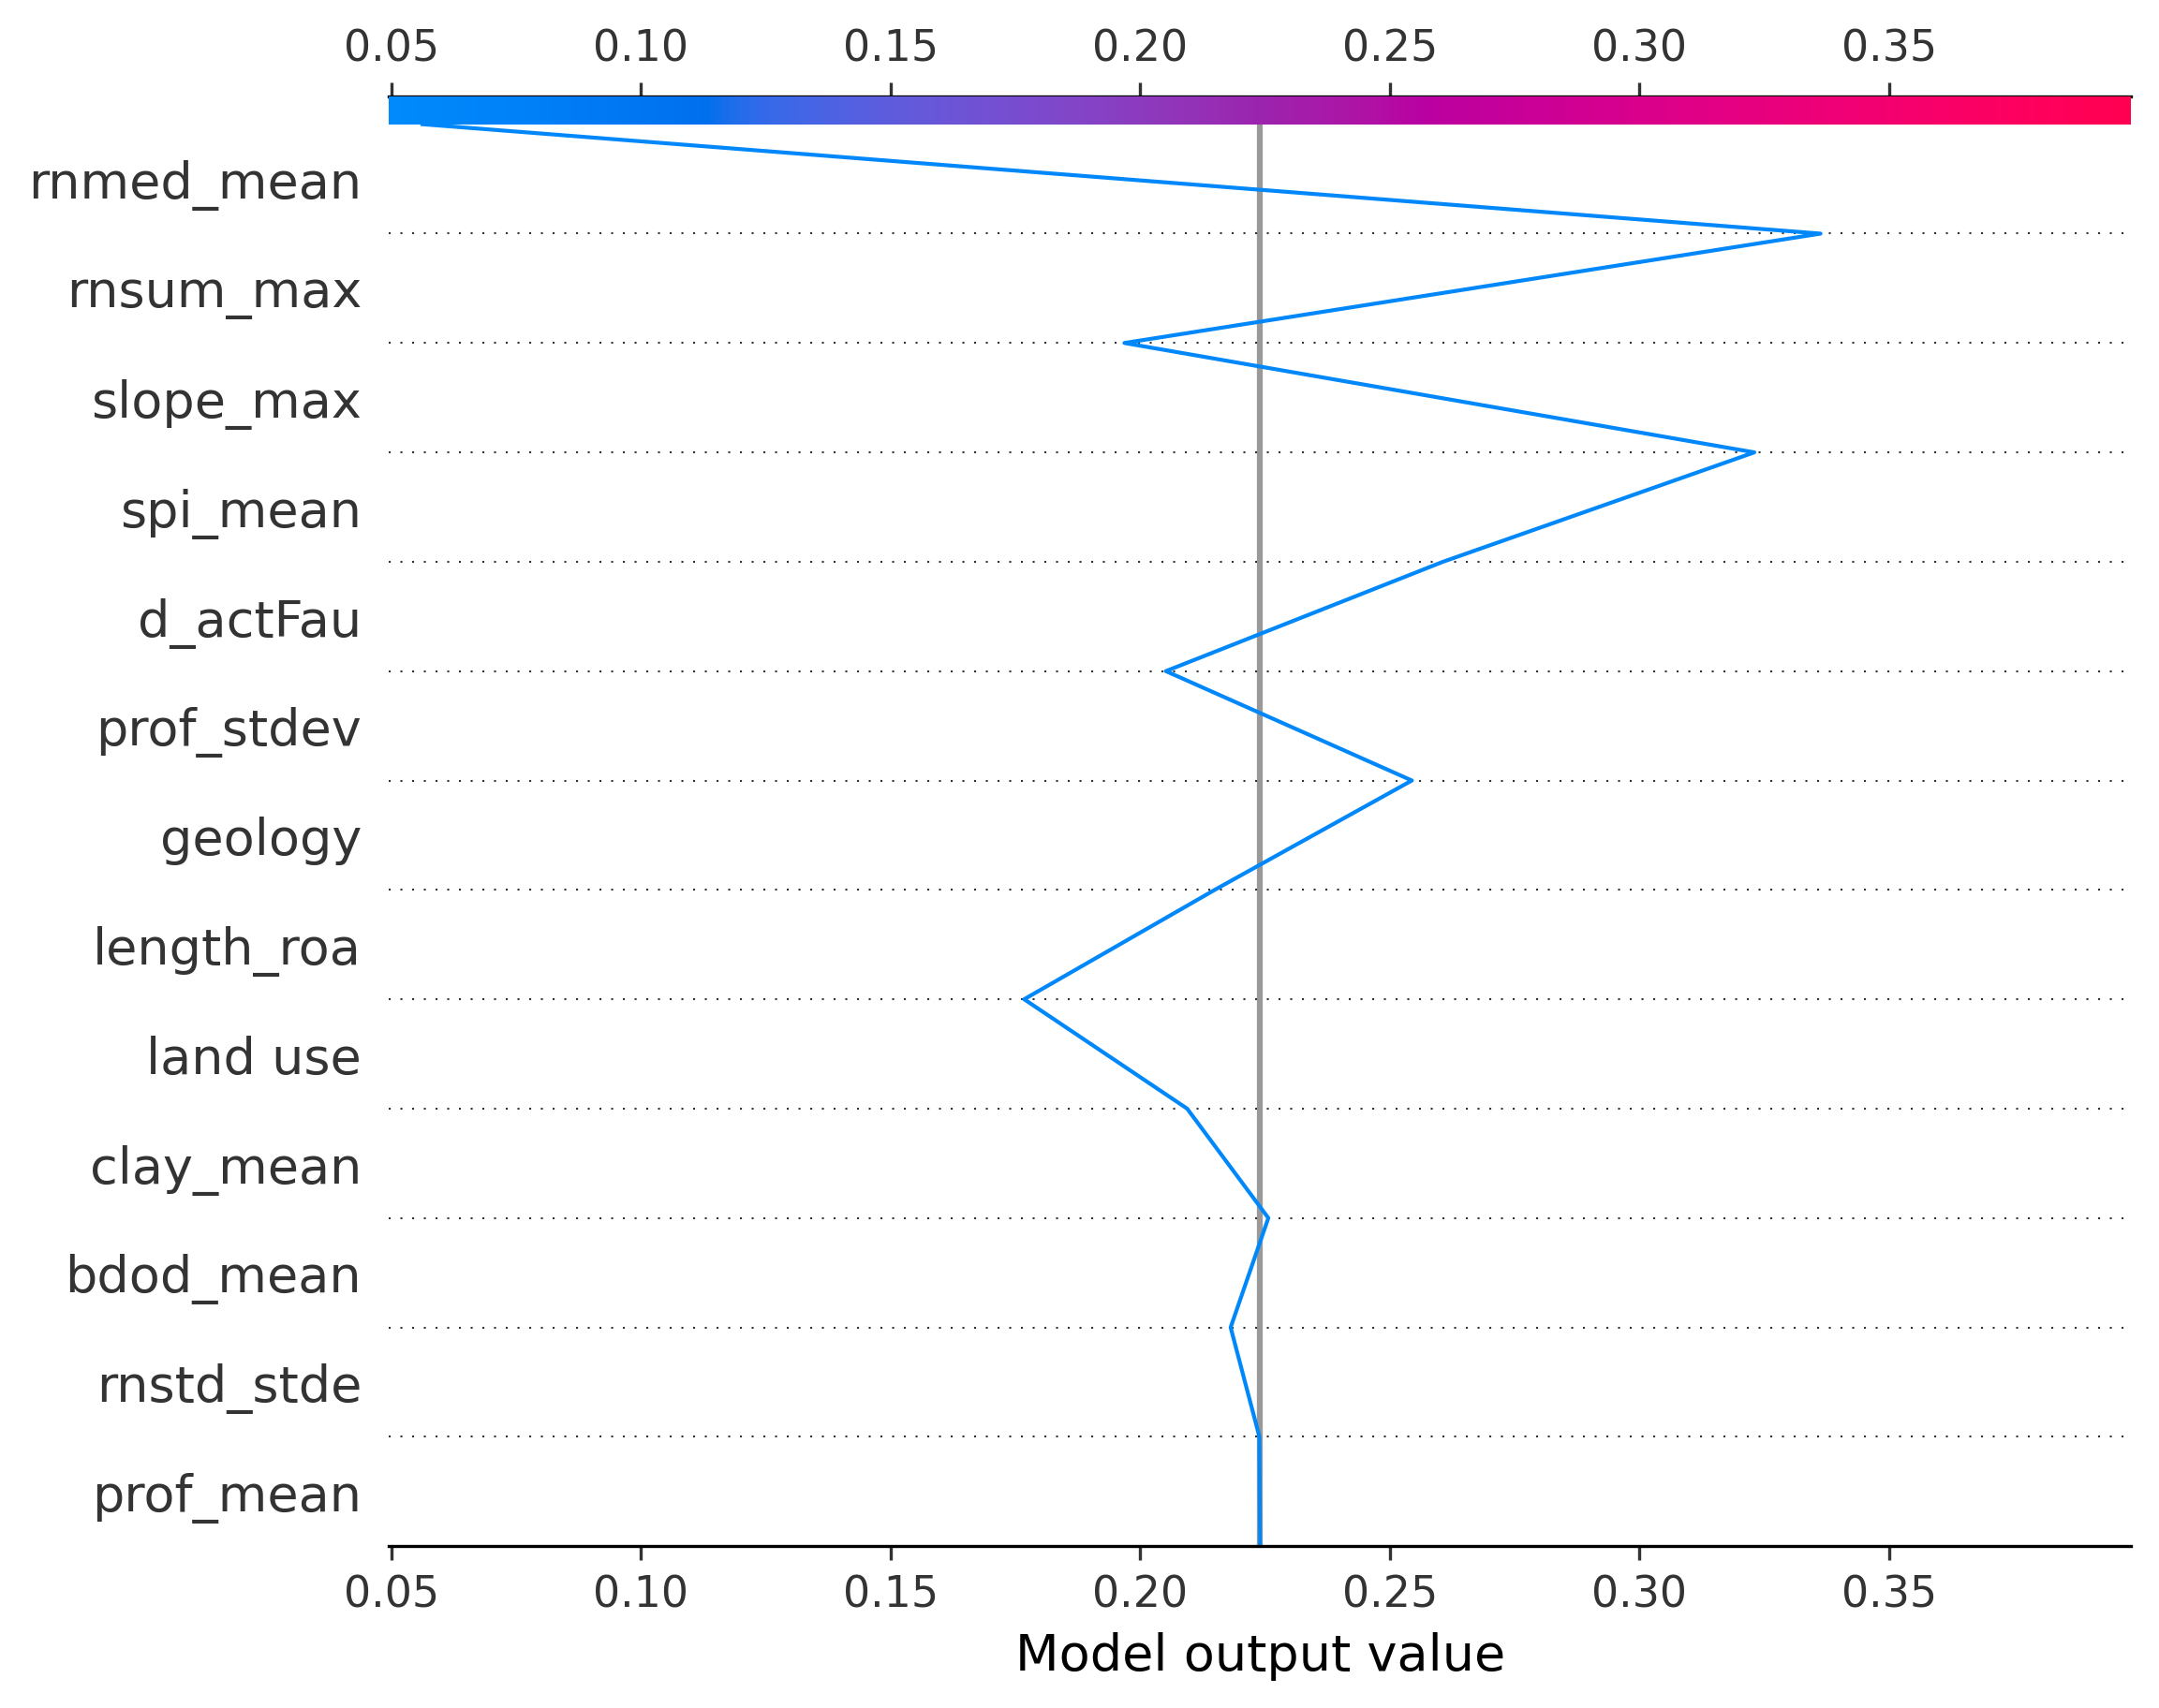 0.05 0.10 0.15 0.20 0.25 0.30 0.35
rnmed_mean
rnsum_max
slope_max
spi_mean
d_actFau
prof_stdev
geology
length_roa
land use
clay_mean
bdod_mean
rnstd_stde
prof_mean
0.05 0.10 0.15 0.20 0.25 0.30 0.35
Model output value